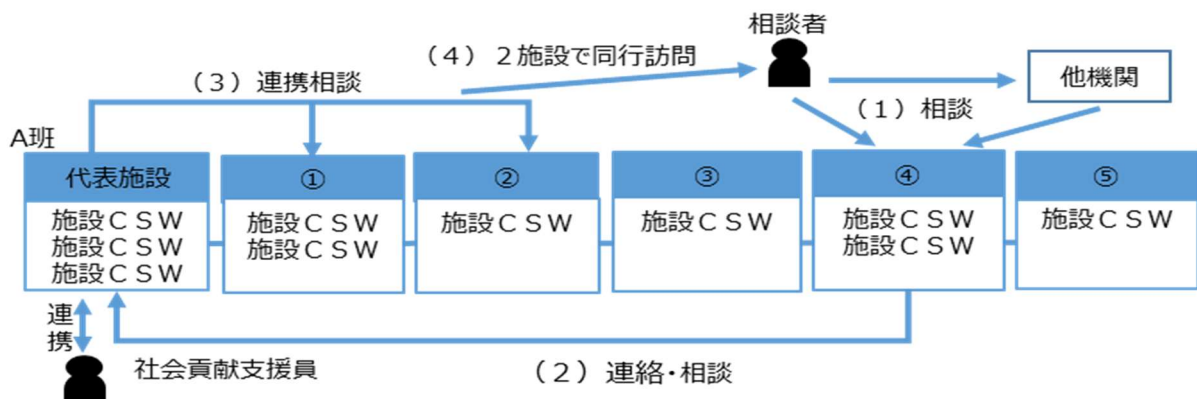 相談者
（４）２施設で同行訪問
（３）連携相談
他機関
（１）相談
A班
代表施設
①
②
③
④
⑤
施設ＣＳＷ
施設ＣＳＷ
施設ＣＳＷ
施設ＣＳＷ
施設ＣＳＷ
施設ＣＳＷ
施設ＣＳＷ
施設ＣＳＷ
施設ＣＳＷ
施設ＣＳＷ
連携
社会貢献支援員
（２）連絡・相談